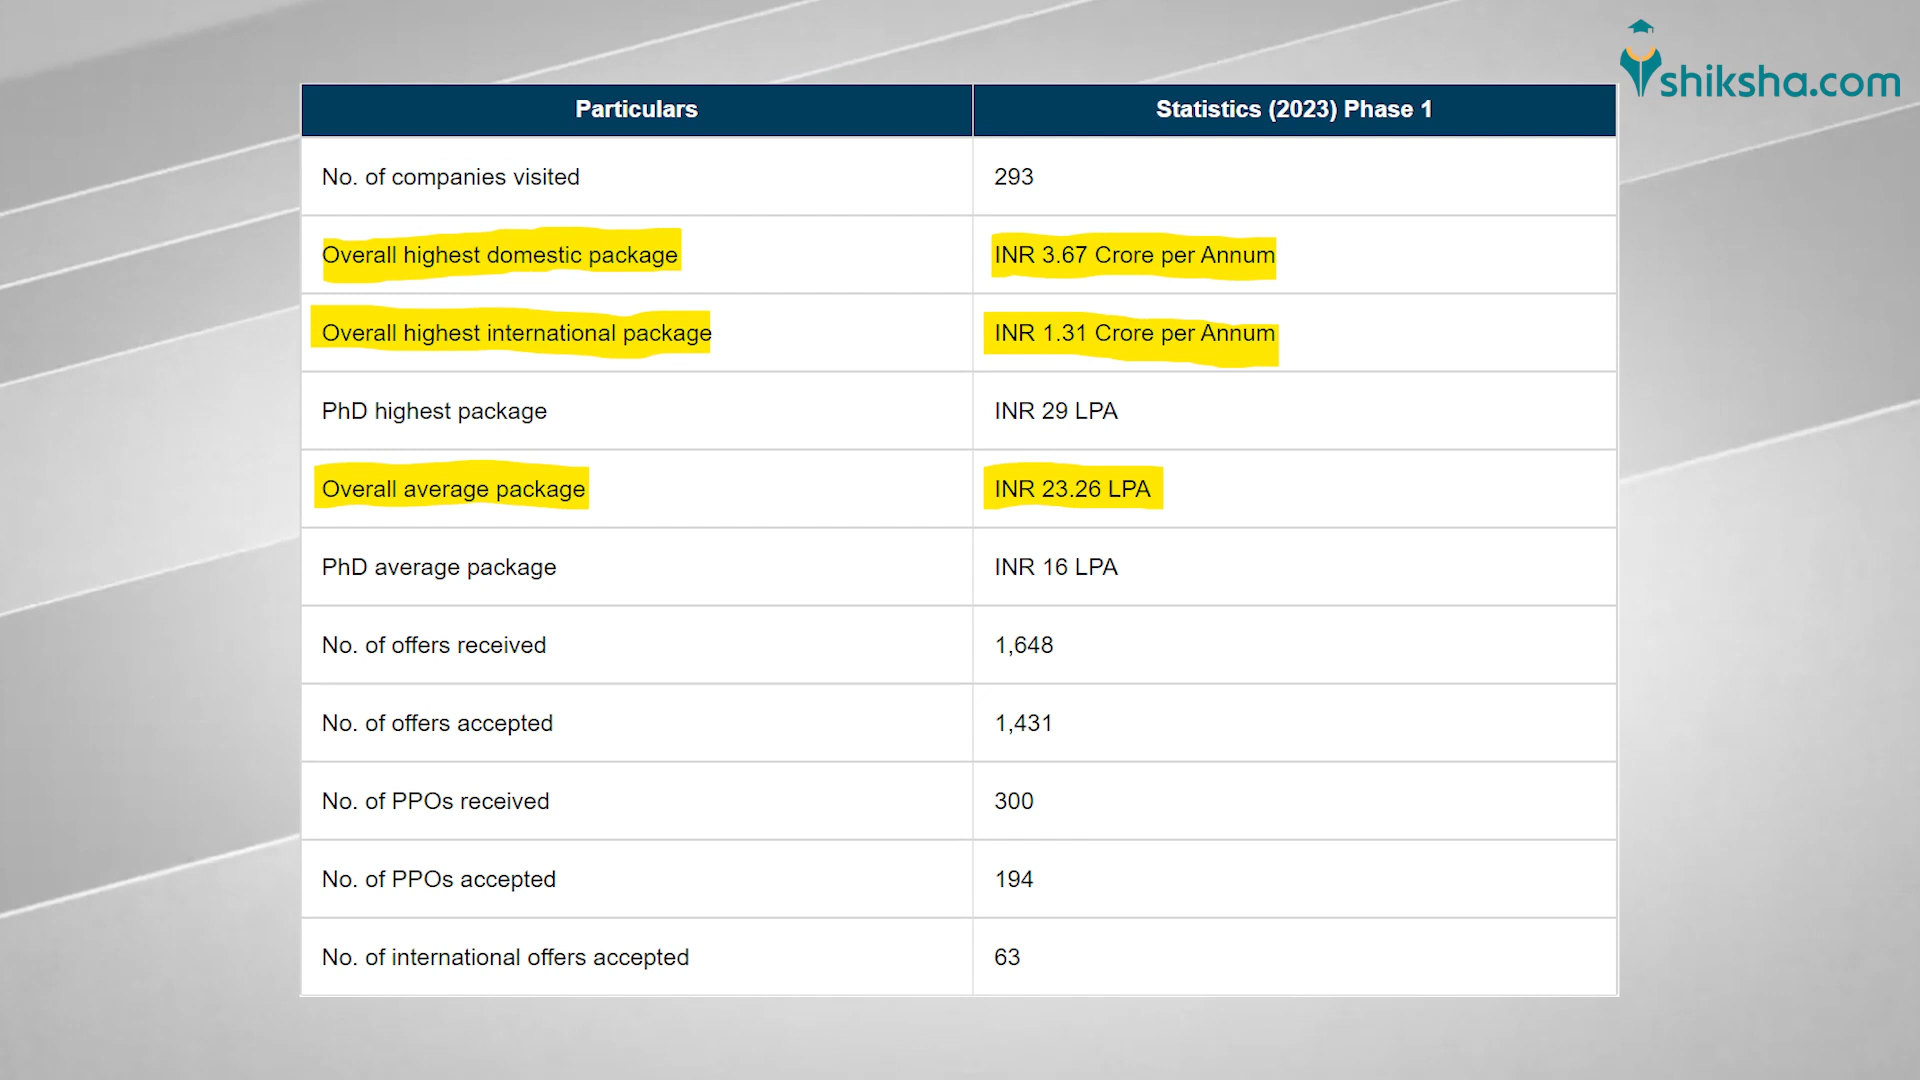 shiksha.com
Particulars Statistics (2023) Phase 1
No. of companies visited 293
Overall highest domestic package INR 3.67 Crore per Annum
Overall highest international package INR 1.31 Crore per Annum
PhD highest package INR 29 LPA
Overall average package INR 23.26 LPA
PhD average package INR 16 LPA
No. of offers received 1,648
No. of offers accepted 1,431
No. of PPOs received 300
No. of PPOs accepted 194
No. of international offers accepted 63